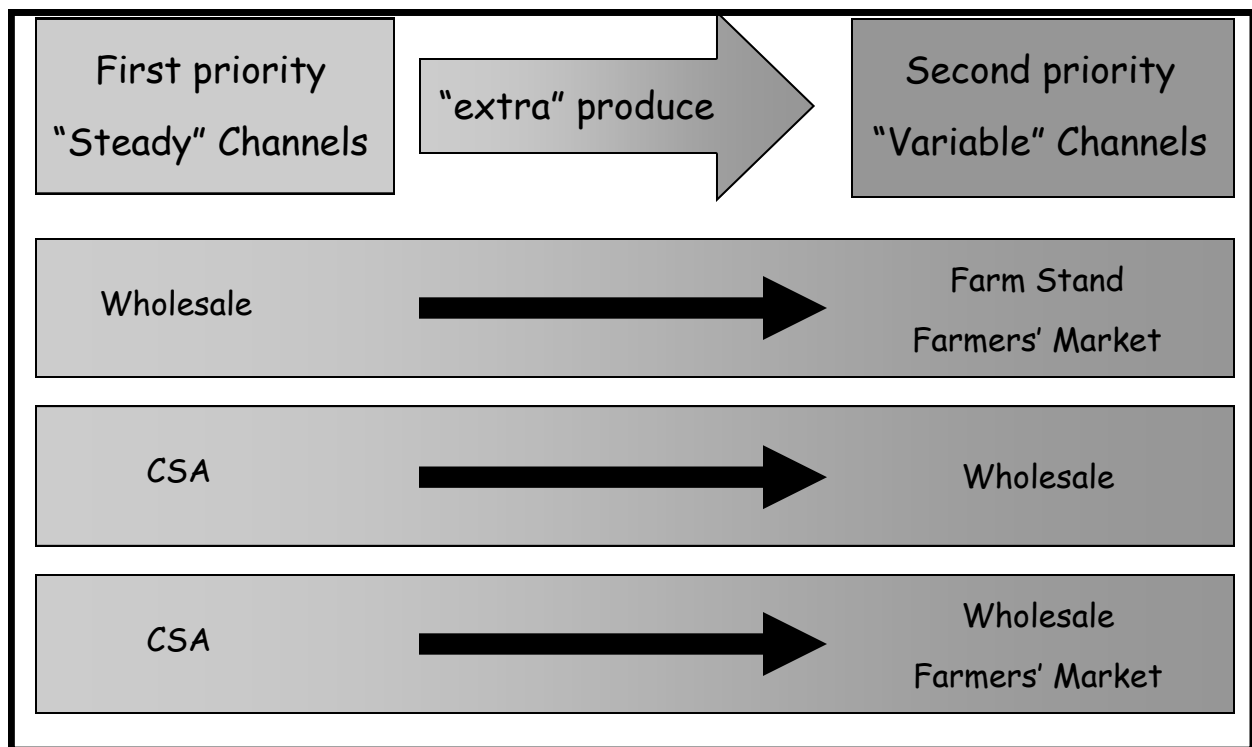 First priority
“Steady” Channels
“extra” produce
Second priority
“Variable” Channels
Wholesale
Farm Stand
Farmers’ Market
CSA
Wholesale
CSA
Wholesale
Farmers’ Market